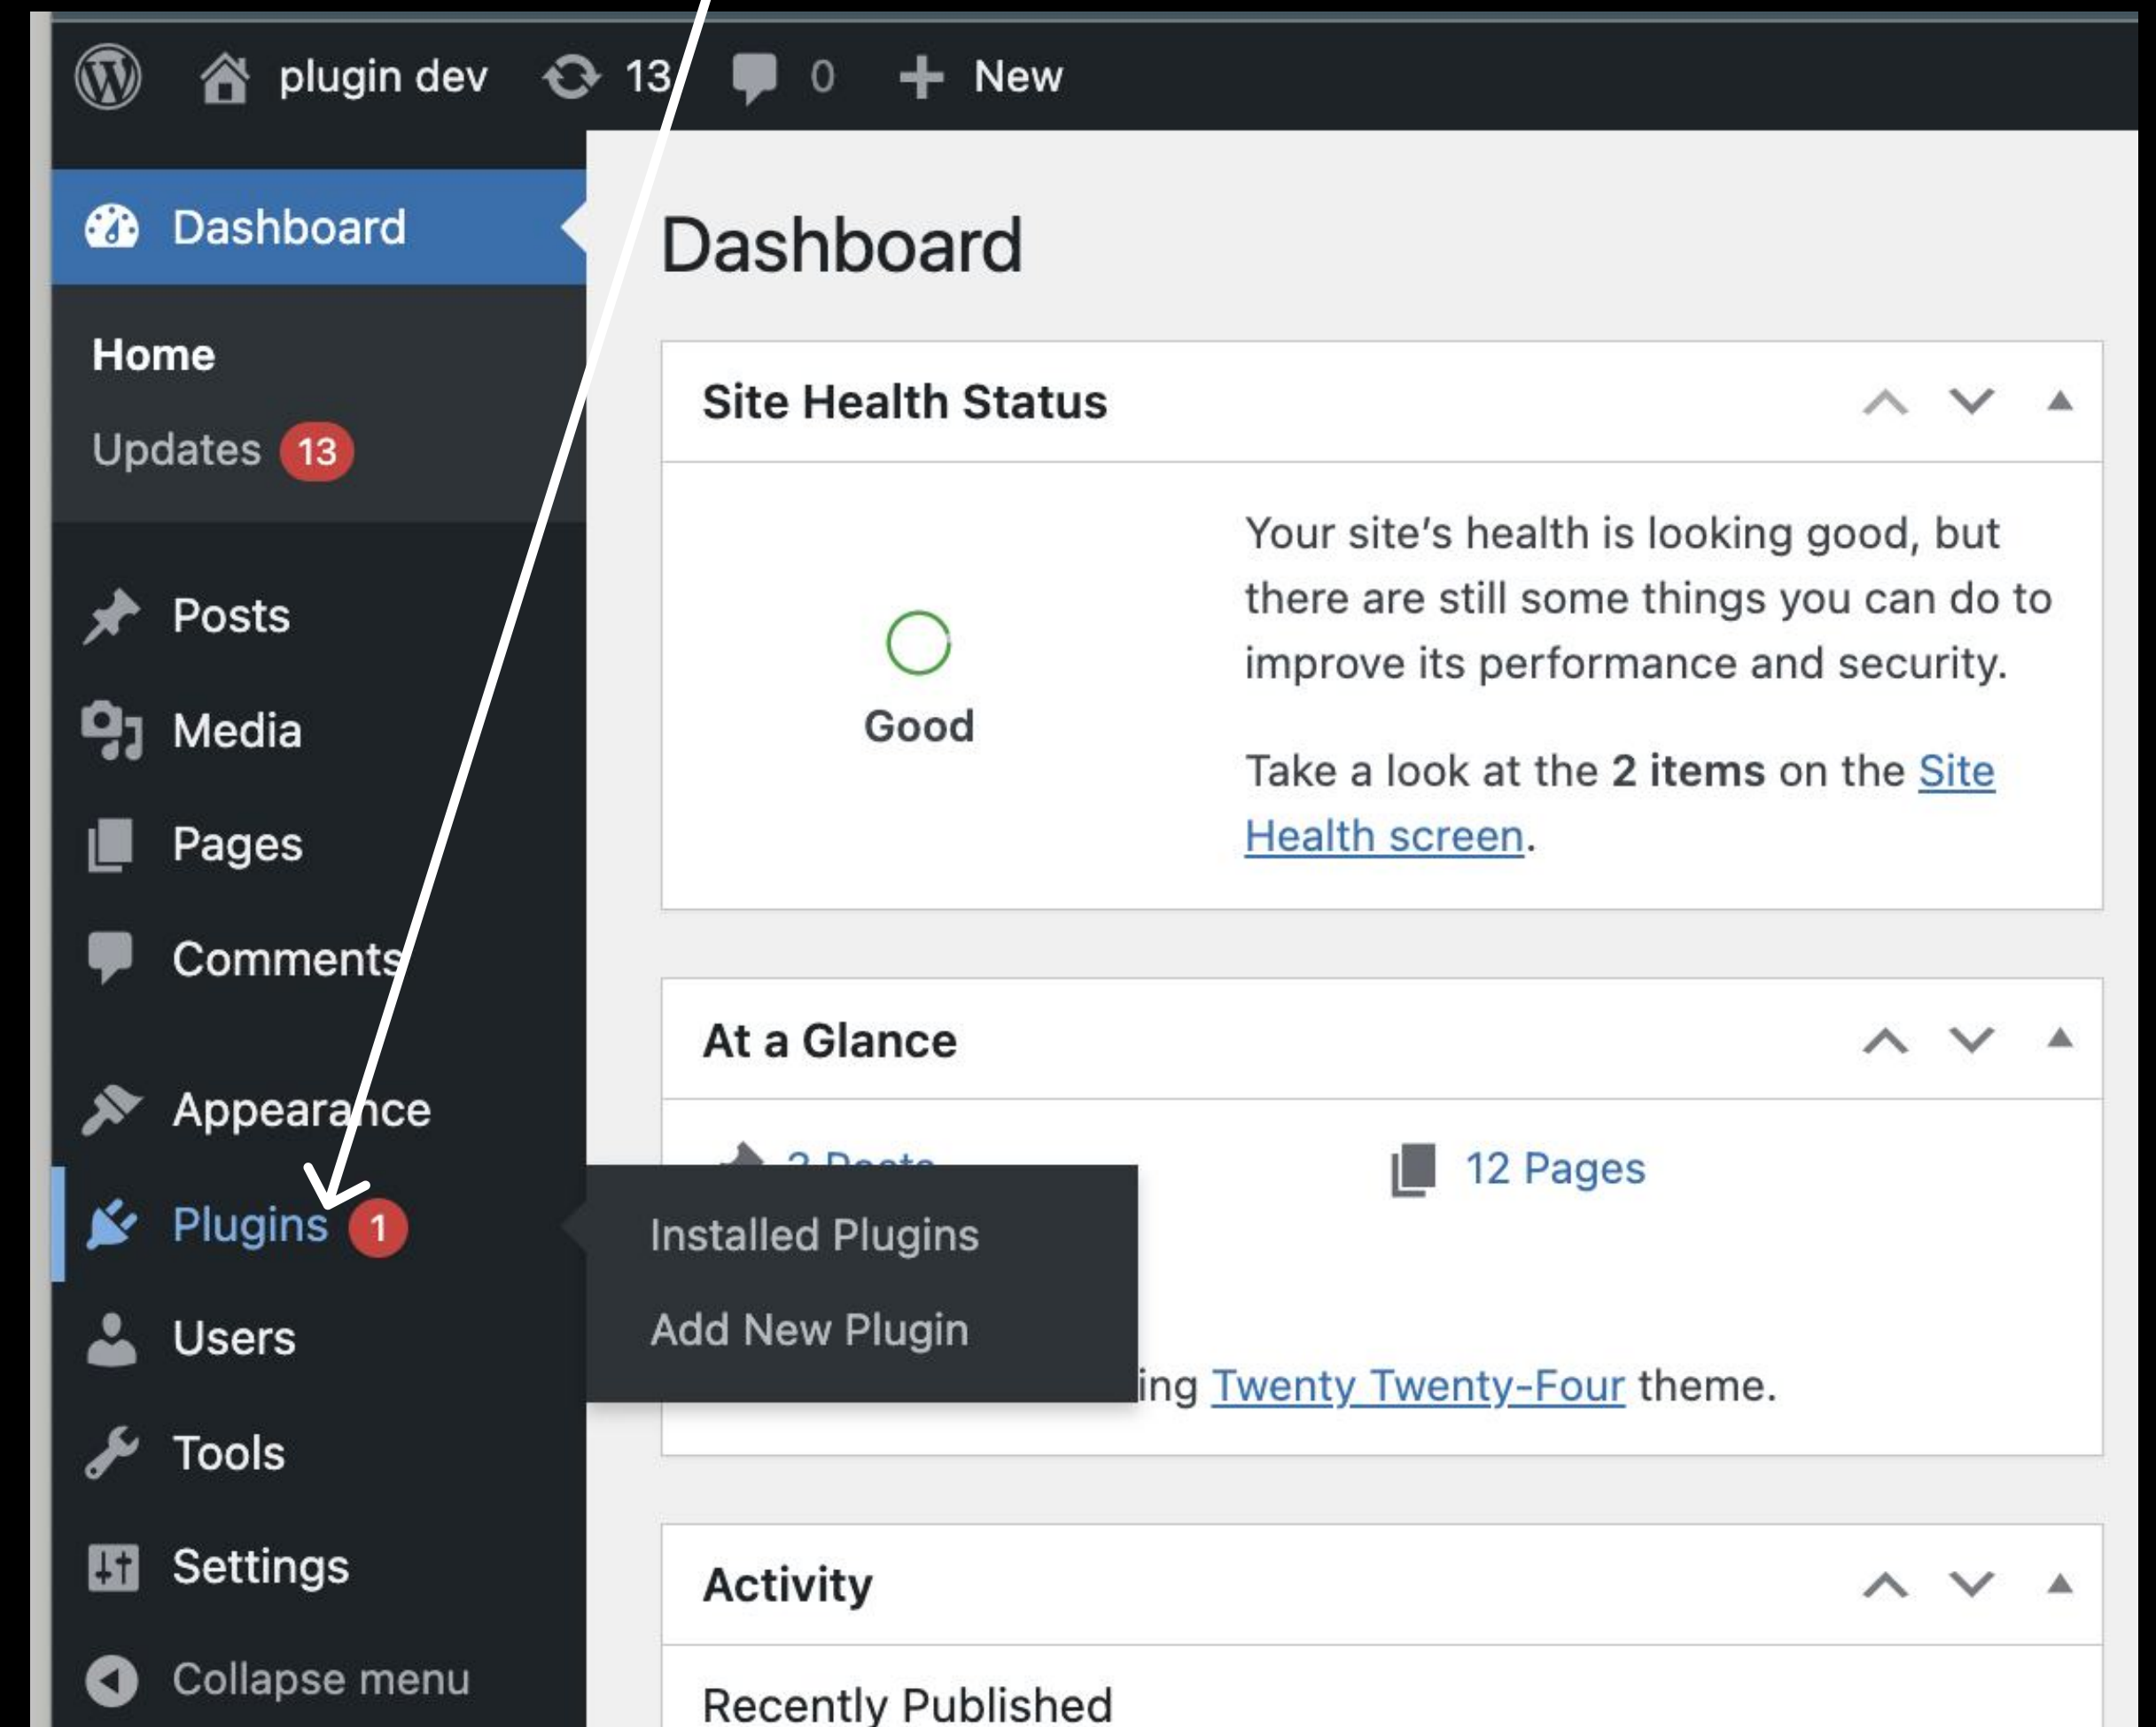 plugin dev 13 0 New
Dashboard
Home
Updates 13
Posts
Media
Pages
Comments
Appearance
Plugins 1
Installed Plugins
Add New Plugin
Users
Tools
Settings
Collapse menu
Dashboard
Site Health Status
Good
Your site's health is looking good, but
there are still some things you can do to
improve its performance and security.
Take a look at the 2 items on the Site
Health screen.
At a Glance
Posts
12 Pages
ing Twenty Twenty-Four theme.
Activity
Recently Published